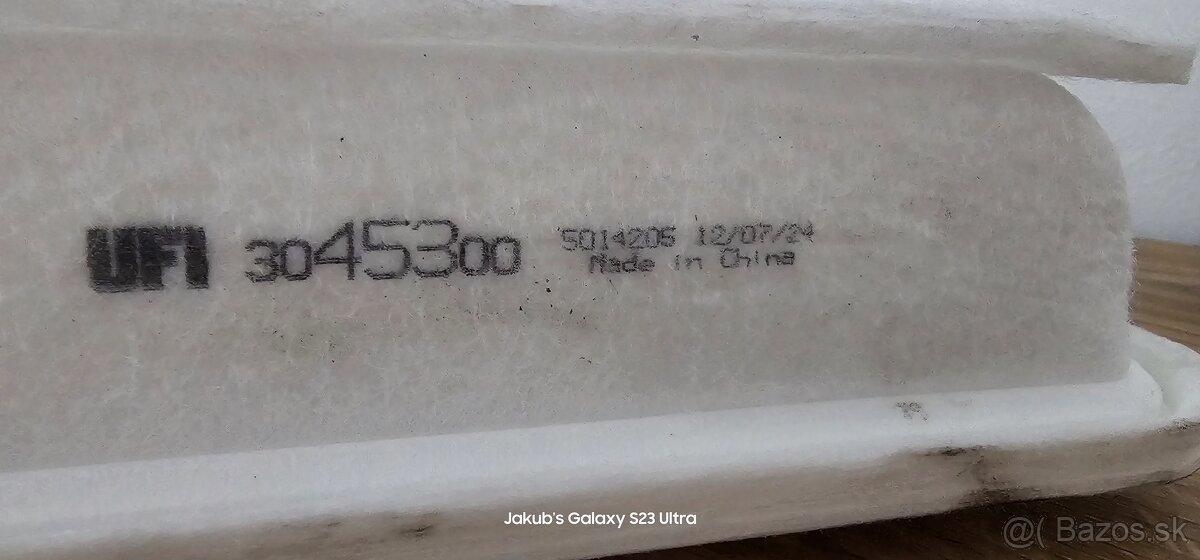 UFI 3045300 5014205 12/07/24
Made in China
Jakub's Galaxy S23 Ultra
@( Bazos.sk